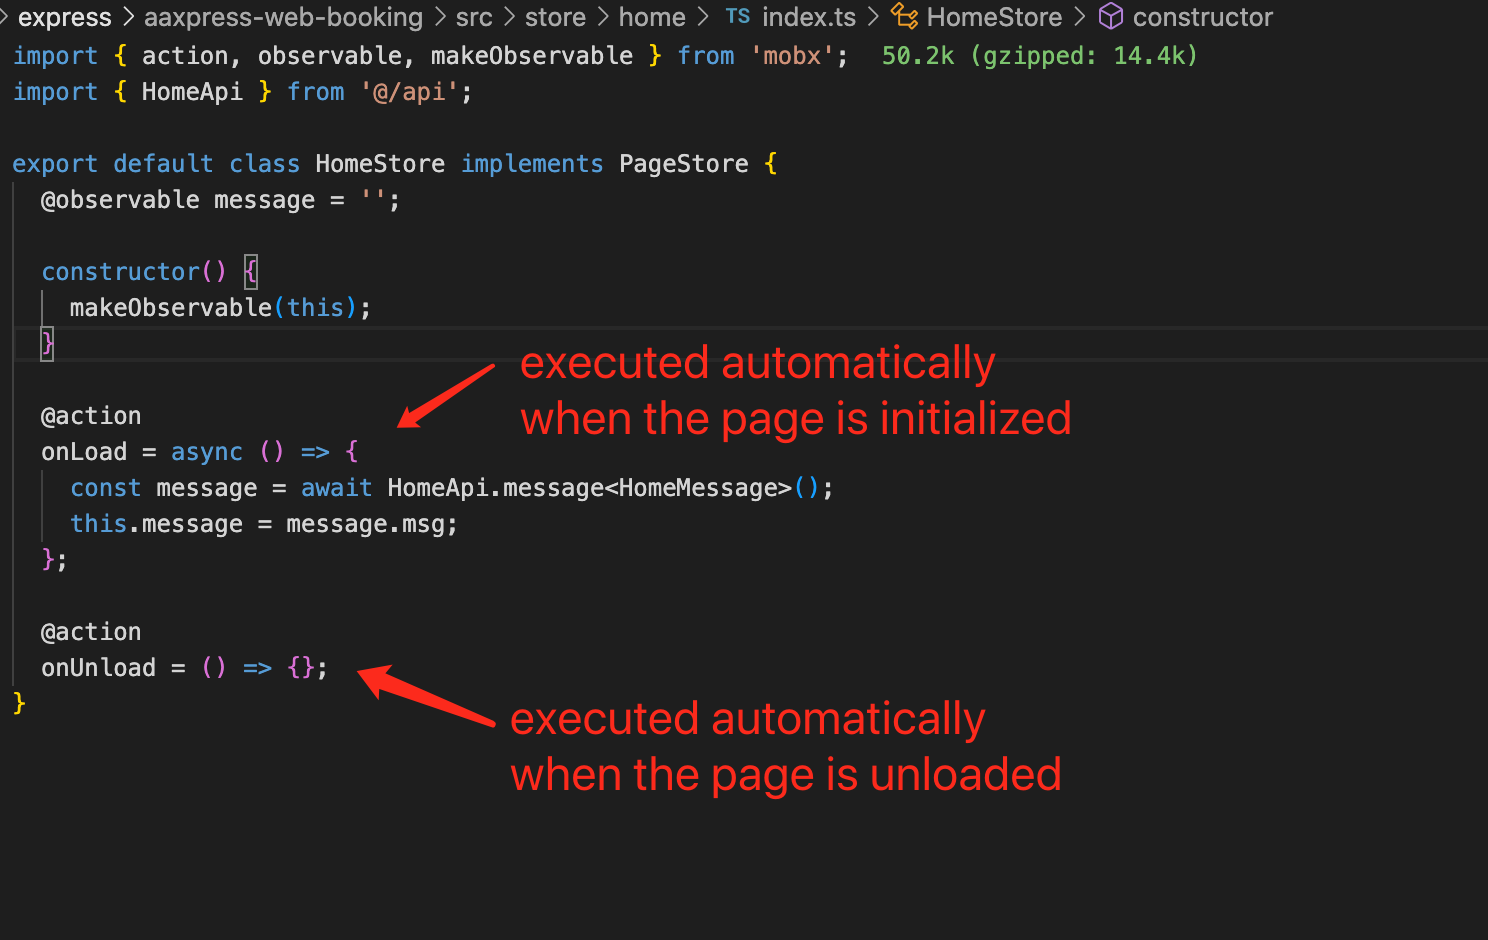 express > aaxpress-web-booking > src > store > home > TS index.ts > HomeStore > constructor
import { action, observable, makeObservable } from 'mobx';  50.2k (gzipped: 14.4k)
import { HomeApi } from '@/api';
export default class HomeStore implements PageStore {
  @observable message = '';
  constructor() {
    makeObservable(this);
  }
executed automatically
when the page is initialized
  @action
  onLoad = async () => {
    const message = await HomeApi.message<HomeMessage>();
    this.message = message.msg;
  };
  @action
  onUnload = () => {};
}
executed automatically
when the page is unloaded